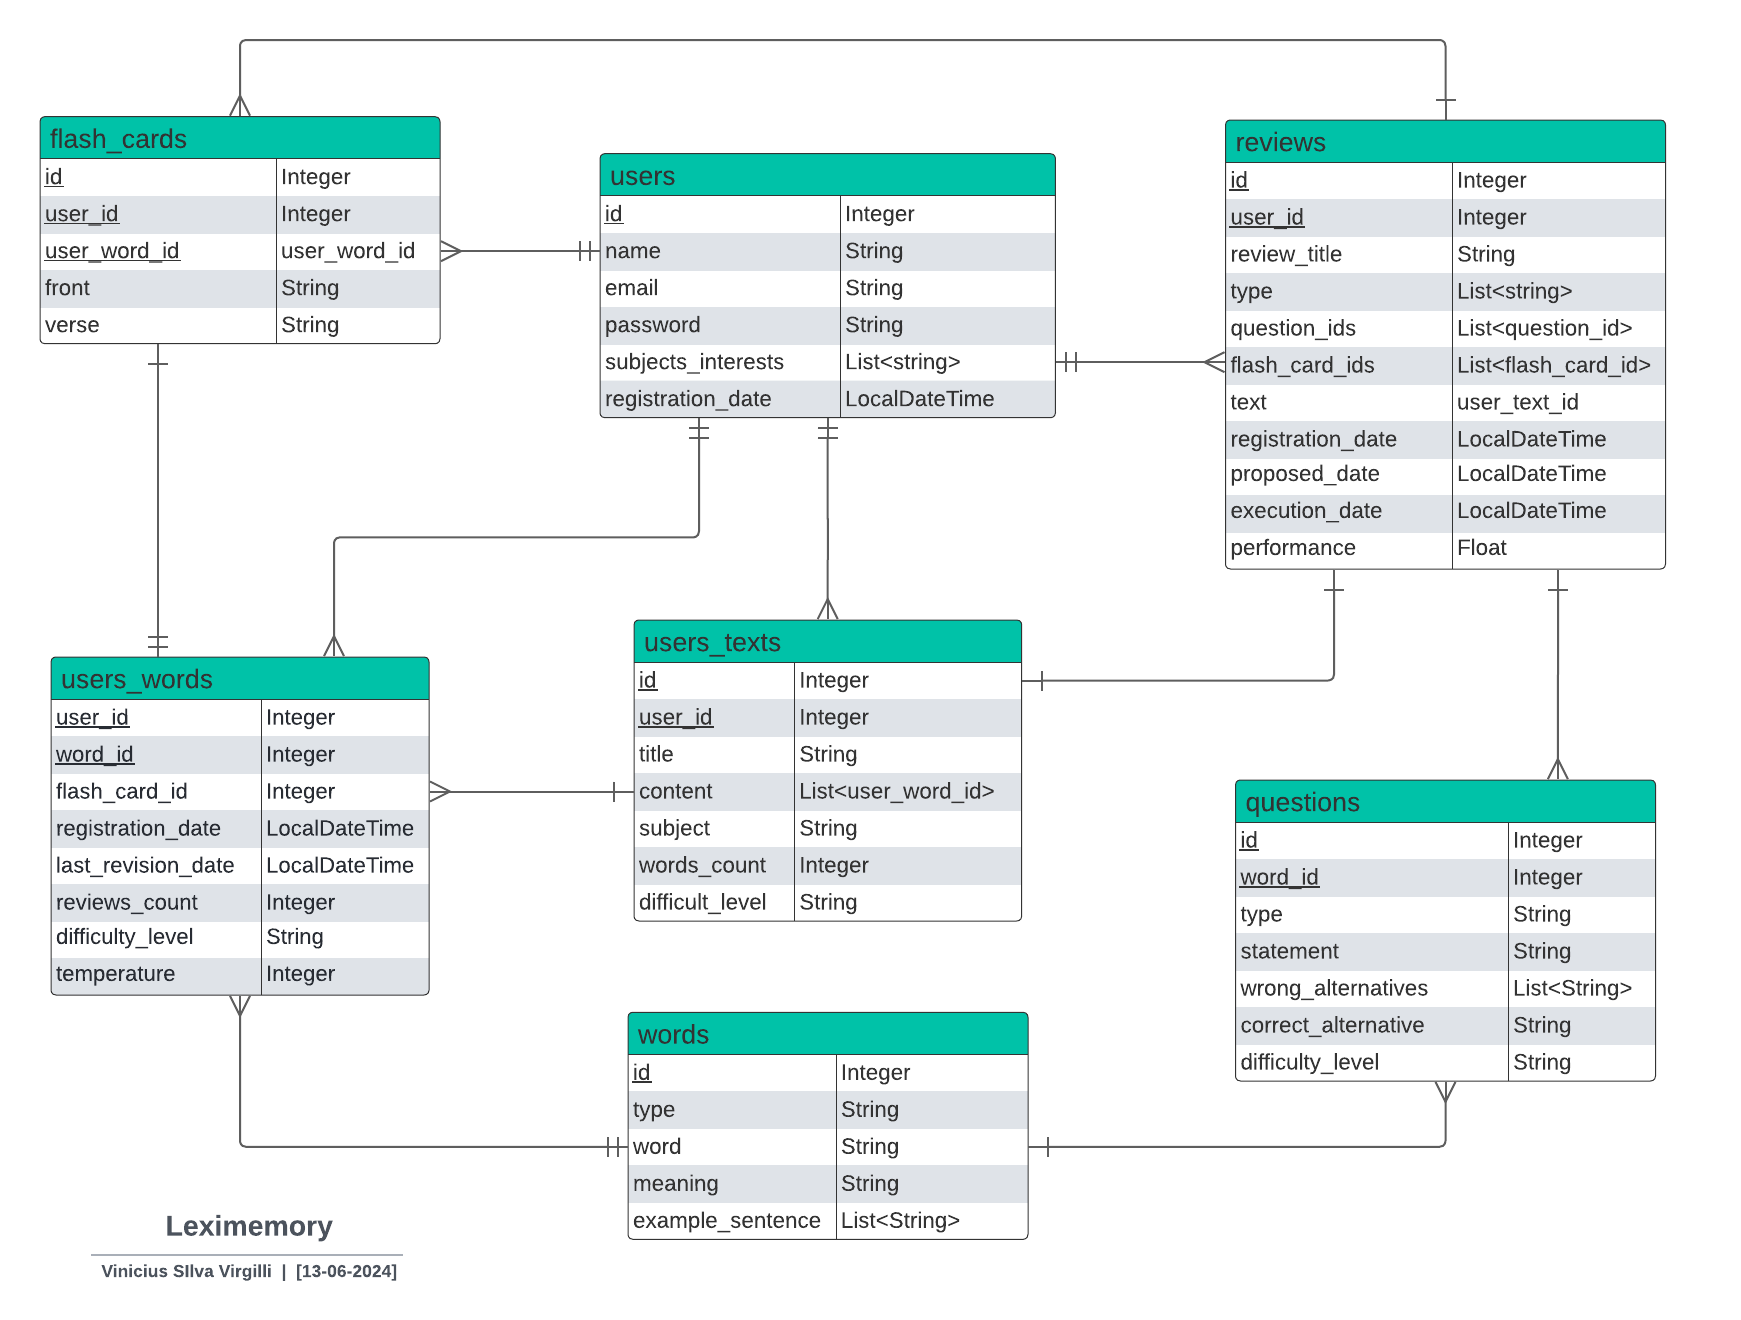 flash_cards
id Integer
user_id Integer
user_word_id user_word_id
front String
verse String
users
id Integer
name String
email String
password String
subjects_interests List<string>
registration_date LocalDateTime
reviews
id Integer
user_id Integer
review_title String
type List<string>
question_ids List<question_id>
flash_card_ids List<flash_card_id>
text user_text_id
registration_date LocalDateTime
proposed_date LocalDateTime
execution_date LocalDateTime
performance Float
users_words
user_id Integer
word_id Integer
flash_card_id Integer
registration_date LocalDateTime
last_revision_date LocalDateTime
reviews_count Integer
difficulty_level String
temperature Integer
users_texts
id Integer
user_id Integer
title String
content List<user_word_id>
subject String
words_count Integer
difficult_level String
questions
id Integer
word_id Integer
type String
statement String
wrong_alternatives List<String>
correct_alternative String
difficulty_level String
words
id Integer
type String
word String
meaning String
example_sentence List<String>
Leximemory
Vinicius SIlva Virgilli | [13-06-2024]